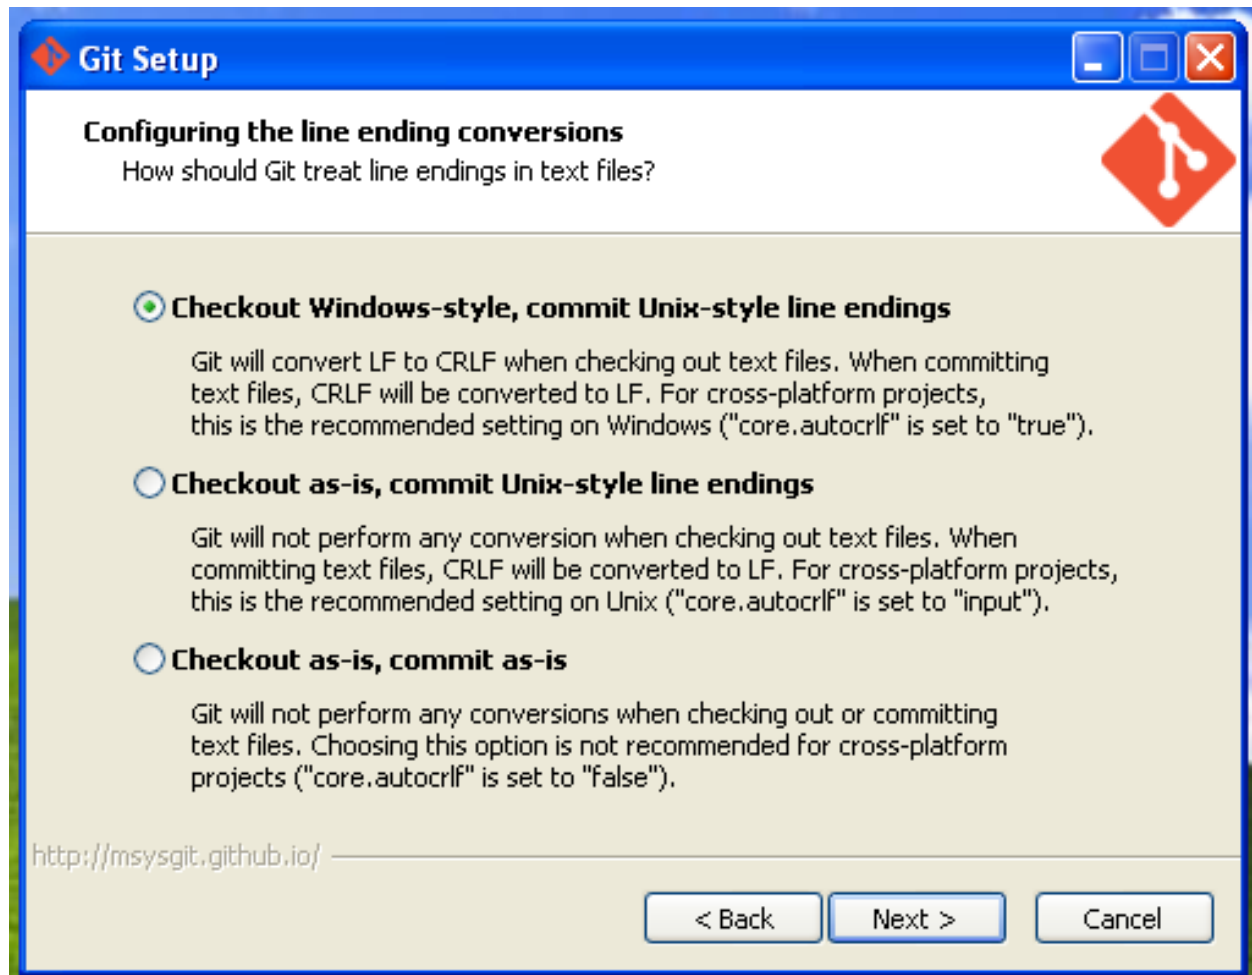 Git Setup
Configuring the line ending conversions
How should Git treat line endings in text files?
Checkout Windows-style, commit Unix-style line endings
Git will convert LF to CRLF when checking out text files. When committing
text files, CRLF will be converted to LF. For cross-platform projects,
this is the recommended setting on Windows ("core.autocrlf" is set to "true").
Checkout as-is, commit Unix-style line endings
Git will not perform any conversion when checking out text files. When
committing text files, CRLF will be converted to LF. For cross-platform projects,
this is the recommended setting on Unix ("core.autocrlf" is set to "input").
Checkout as-is, commit as-is
Git will not perform any conversions when checking out or committing
text files. Choosing this option is not recommended for cross-platform
projects ("core.autocrlf" is set to "false").
http://msysgit.github.io/
< Back Next > Cancel